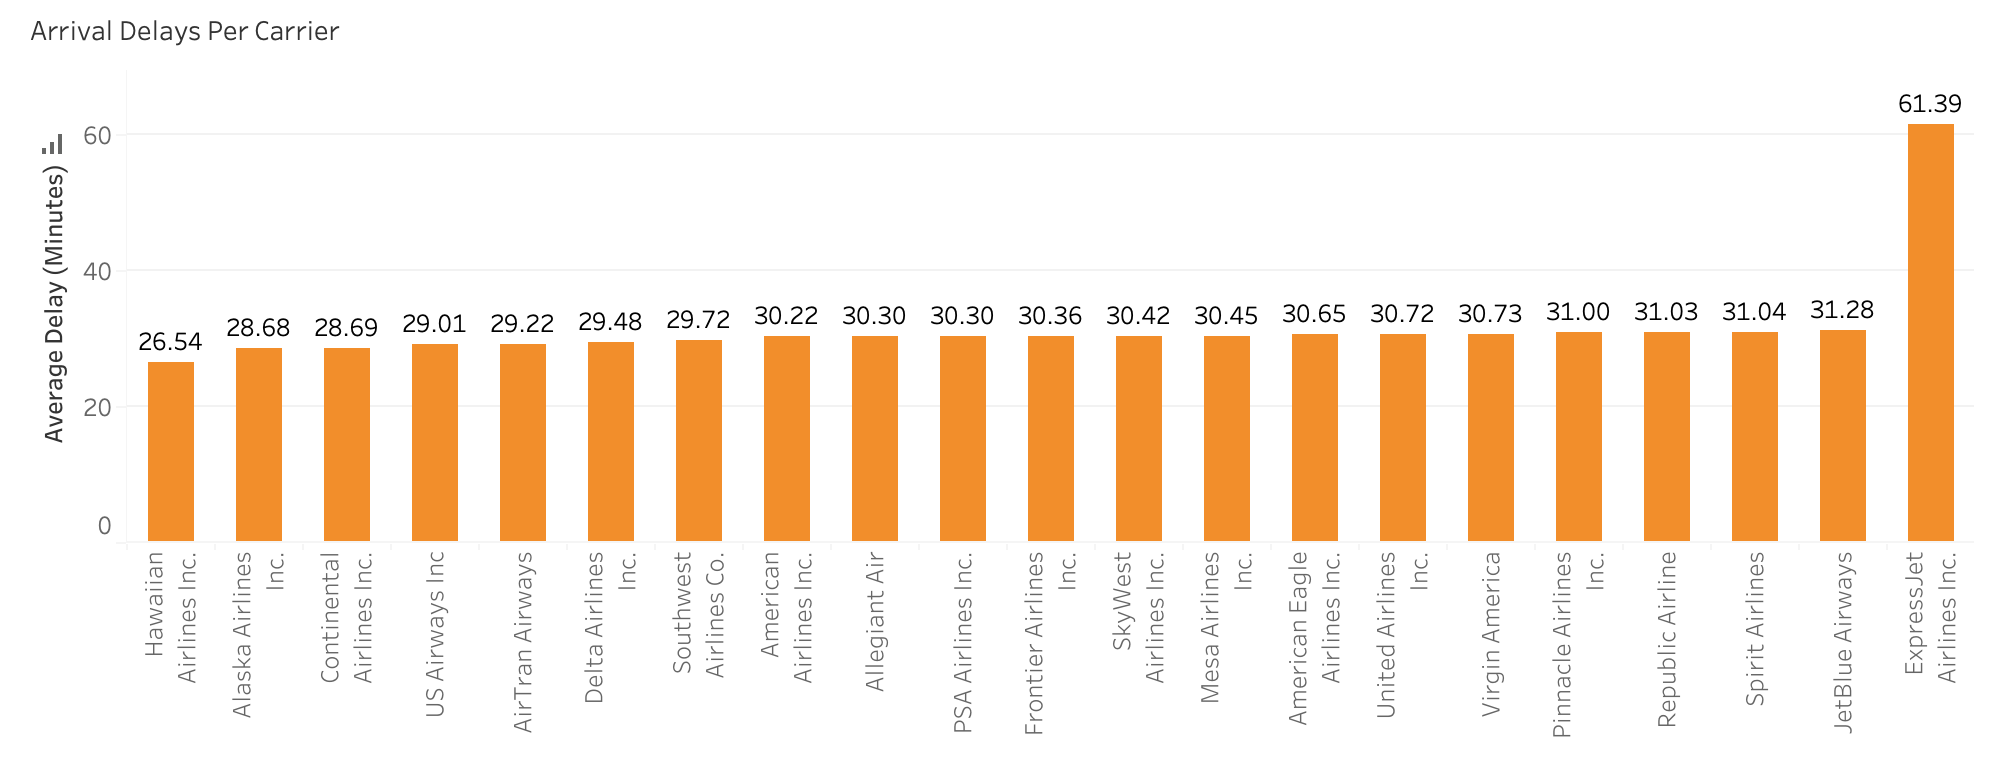 Arrival Delays Per Carrier
Average Delay (Minutes)
60
40
20
0
61.39
26.54 28.68 28.69 29.01 29.22 29.48 29.72 30.22 30.30 30.30 30.36 30.42 30.45 30.65 30.72 30.73 31.00 31.03 31.04 31.28
Hawaiian
Airlines Inc.
Alaska Airlines
Inc.
Continental
Airlines Inc.
US Airways Inc
AirTran Airways
Delta Airlines
Inc.
Southwest
Airlines Co.
American
Airlines Inc.
Allegiant Air
PSA Airlines Inc.
Frontier Airlines
Inc.
SkyWest
Airlines Inc.
Mesa Airlines
Inc.
American Eagle
Airlines Inc.
United Airlines
Inc.
Virgin America
Pinnacle Airlines
Inc.
Republic Airline
Spirit Airlines
JetBlue Airways
ExpressJet
Airlines Inc.